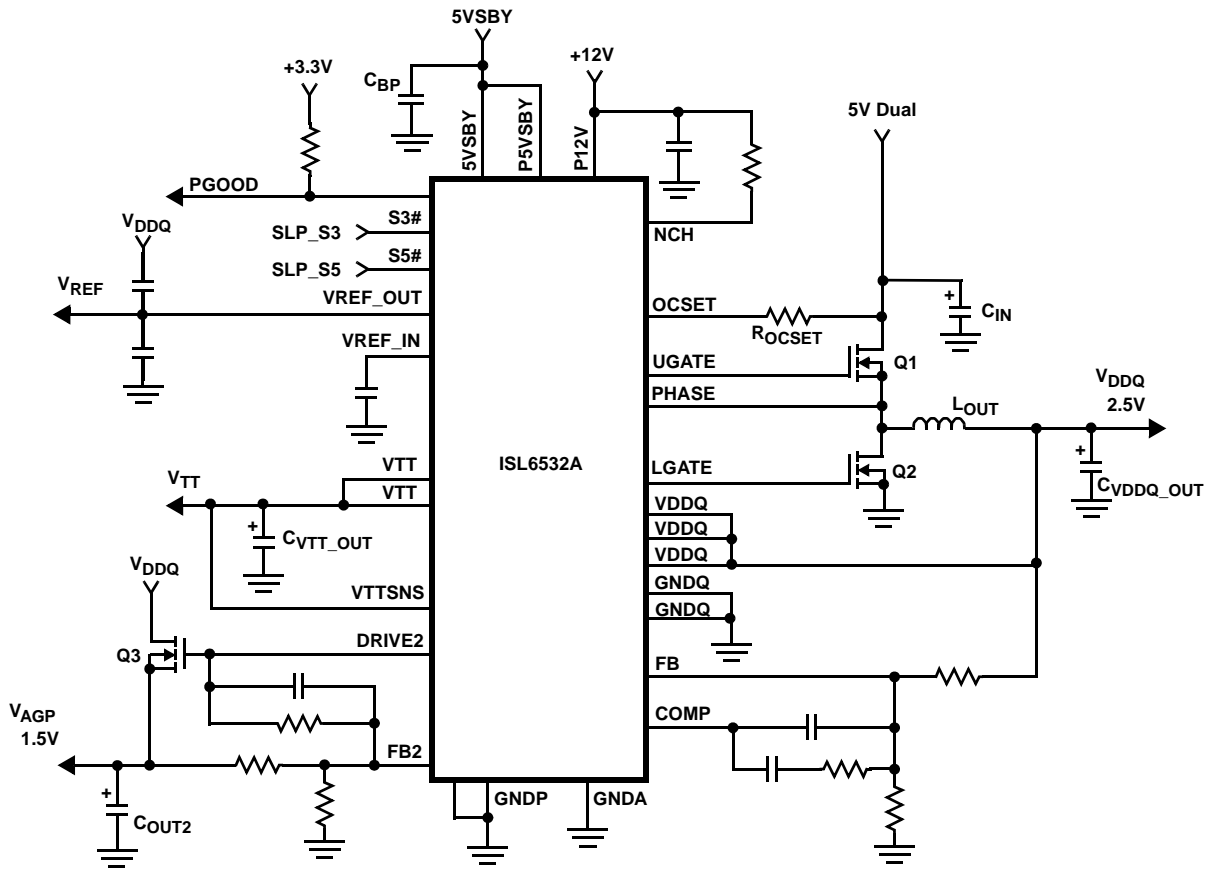 5VSBY
+12V
+3.3V
CBP
5V Dual
5VSBY
P5VSBY
P12V
PGOOD
S3#
SLP_S3
NCH
VDDQ
S5#
SLP_S5
VREF
VREF_OUT
OCSET
ROCSET
+
CIN
VREF_IN
UGATE
Q1
PHASE
VDDQ
2.5V
LOUT
ISL6532A
VTT
VTT
VTT
LGATE
Q2
+
CVDDQ_OUT
+
CVTT_OUT
VDDQ
VDDQ
VDDQ
VDDQ
VTTSNS
GNDQ
GNDQ
Q3
DRIVE2
FB
VAGP
1.5V
COMP
FB2
+
COUT2
GNDP
GNDA